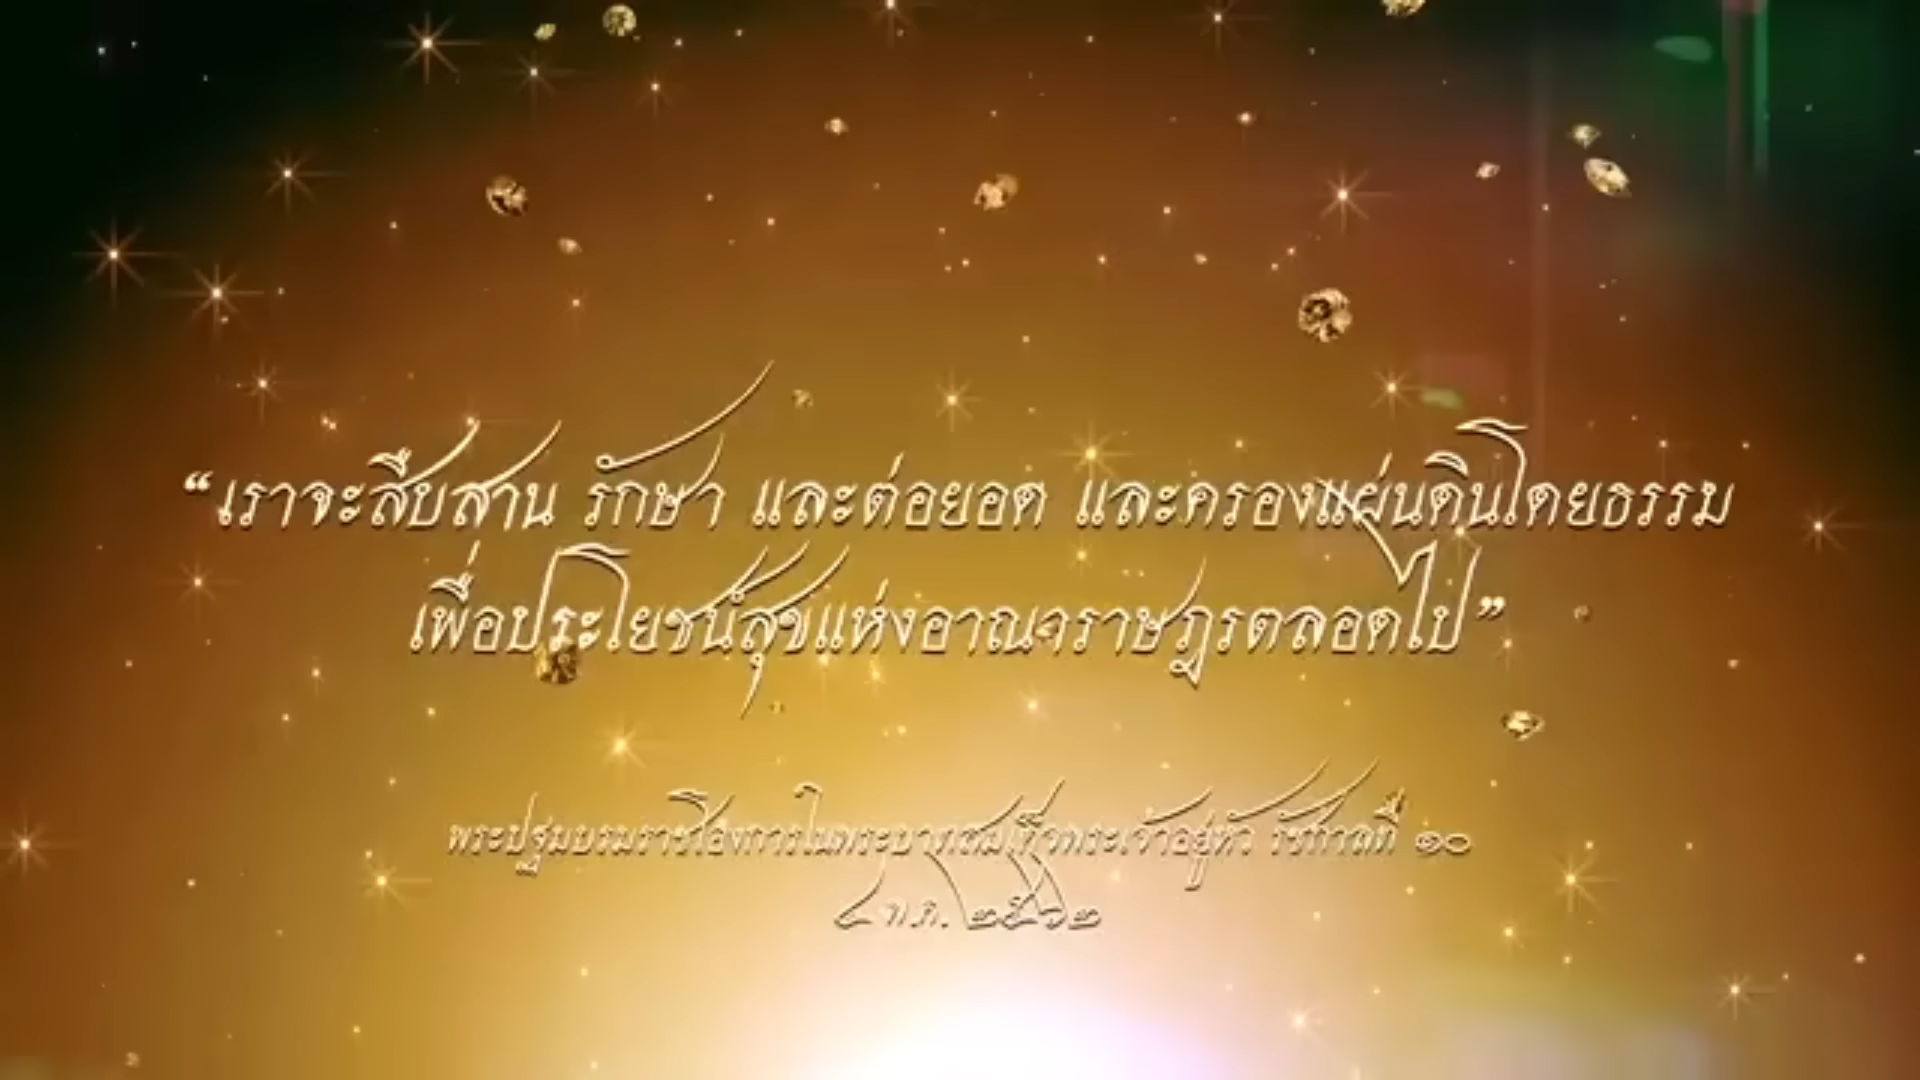 “เราจะสืบสาน รักษา และต่อยอด และครองแผ่นดินโดยธรรม
เพื่อประโยชน์สุขแห่งอาณาราษฎรตลอดไป”
พระปฐมบรมราชโองการในพระบาทสมเด็จพระเจ้าอยู่หัว รัชกาลที่ ๑๐
๔ พ.ค. ๒๕๖๒